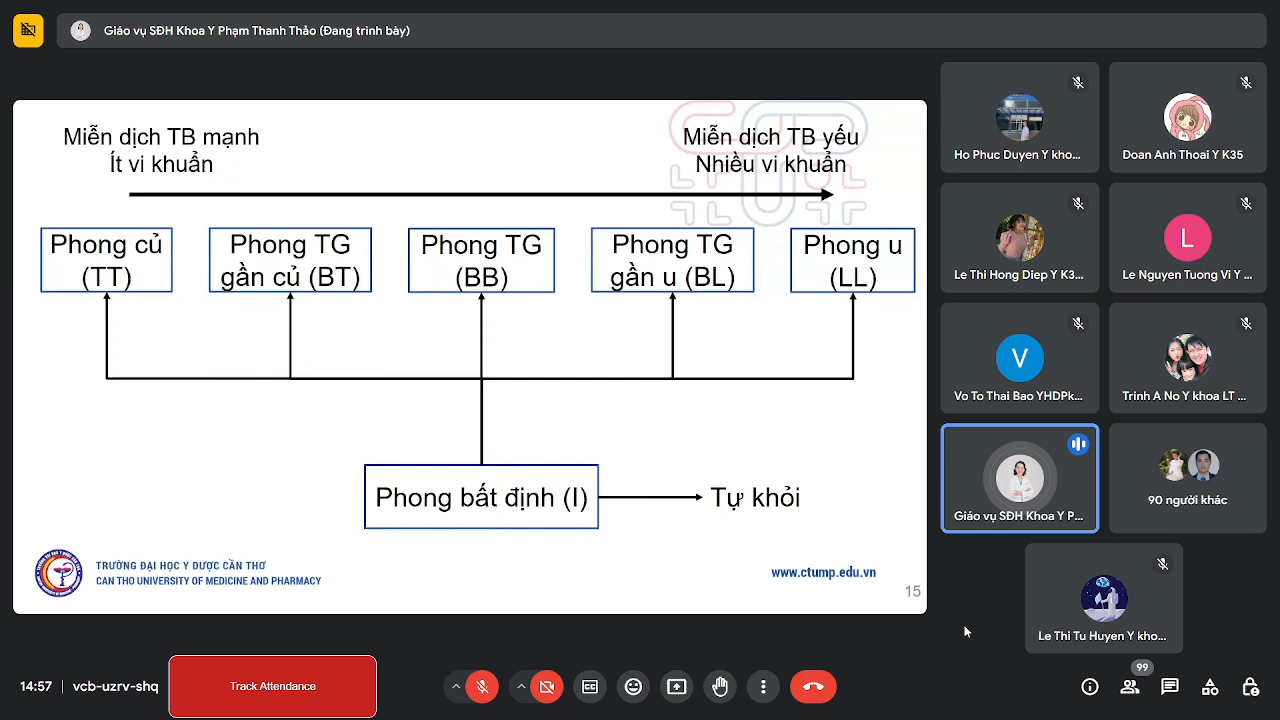 Giáo vụ SĐH Khoa Y Phạm Thanh Thảo (Đang trình bày)
Miễn dịch TB mạnh
Ít vi khuẩn
Miễn dịch TB yếu
Nhiều vi khuẩn
Phong củ
(TT)
Phong TG
gần củ (BT)
Phong TG
(BB)
Phong TG
gần u (BL)
Phong u
(LL)
Phong bất định (I)
Tự khỏi
TRƯỜNG ĐẠI HỌC Y DƯỢC CẦN THƠ
CAN THO UNIVERSITY OF MEDICINE AND PHARMACY
www.ctump.edu.vn
15
Ho Phuc Duyen Y kho...
Doan Anh Thoai Y K35
Le Thi Hong Diep Y K3...
L
Le Nguyen Tuong Vi Y ...
V
Vo To Thai Bao YHDPk...
Trinh A No Y khoa LT ...
Giáo vụ SĐH Khoa Y P...
90 người khác
Le Thi Tu Huyen Y kho...
14:57
vcb-uzrv-shq
Track Attendance
99